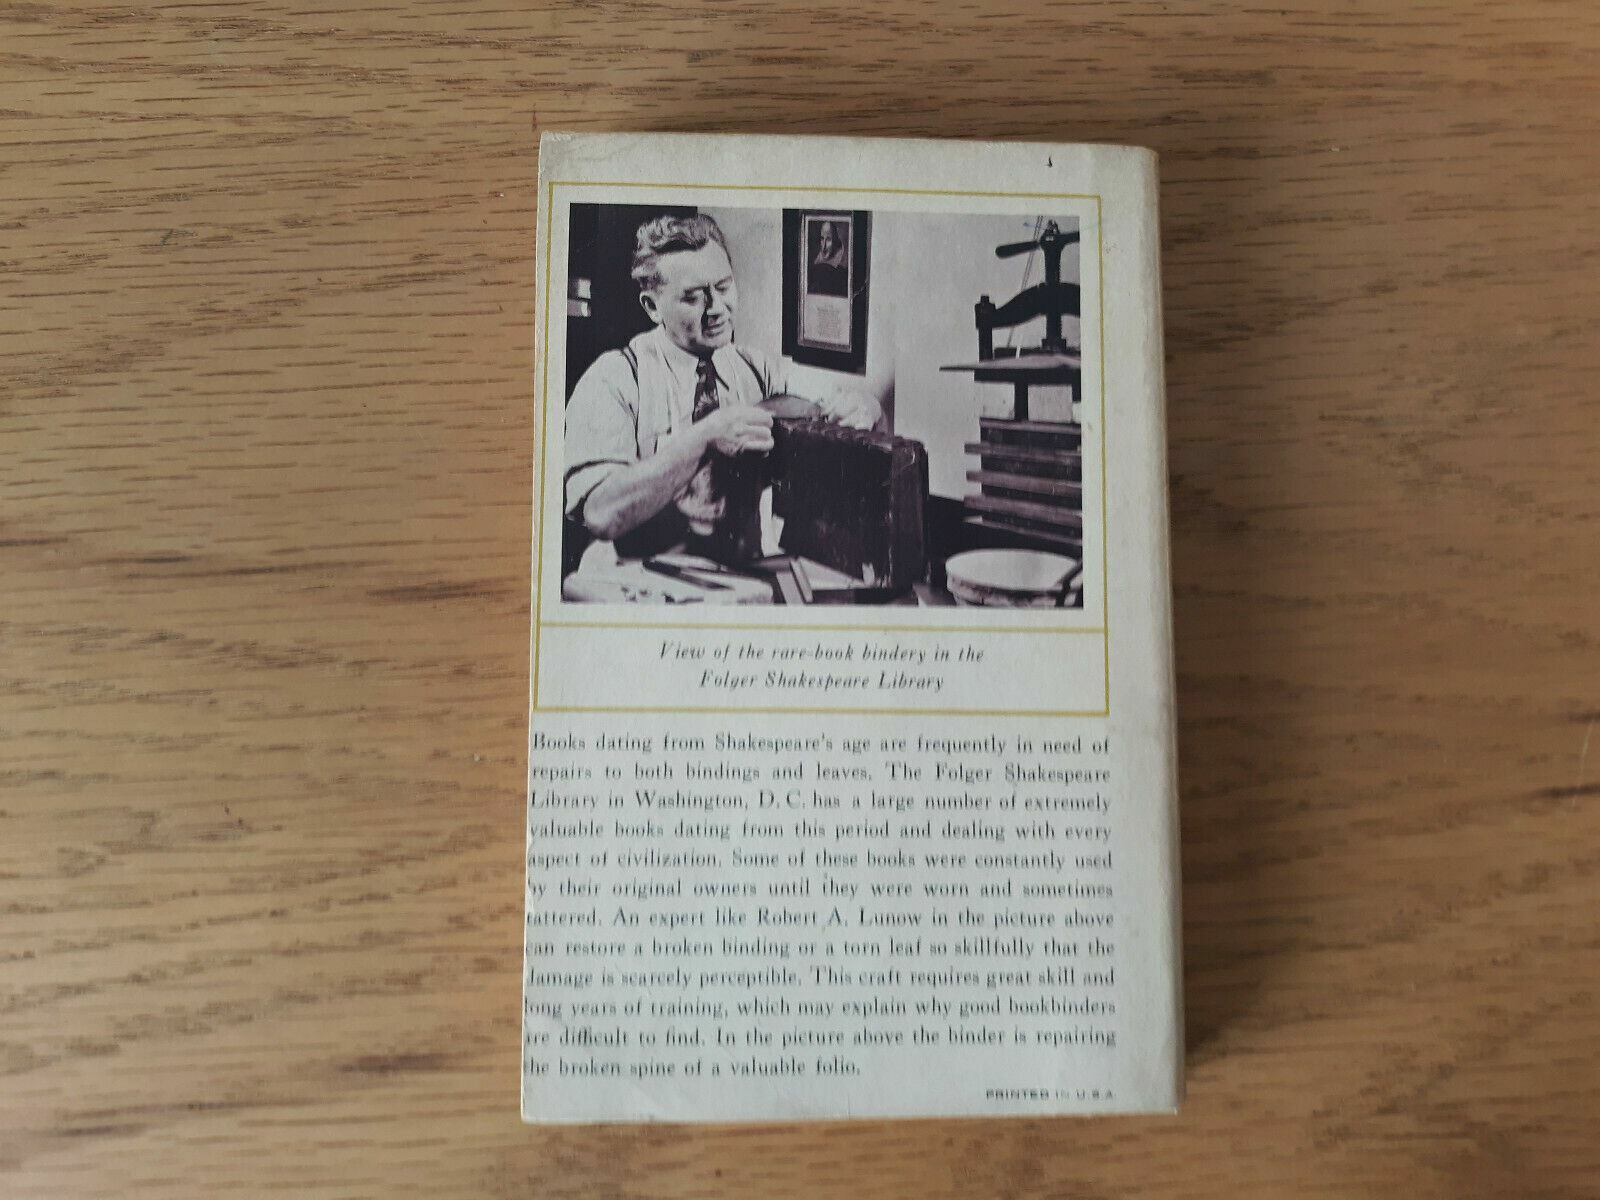 View of the rare-book bindery in the
Folger Shakespeare Library
Books dating from Shakespeare's age are frequently in need of
repairs to both bindings and leaves. The Folger Shakespeare
Library in Washington, D. C. has a large number of extremely
valuable books dating from this period and dealing with every
aspect of civilization. Some of these books were constantly used
by their original owners until they were worn and sometimes
tattered. An expert like Robert A. Lunow in the picture above
can restore a broken binding or a torn leaf so skillfully that the
damage is scarcely perceptible. This craft requires great skill and
long years of training, which may explain why good bookbinders
are difficult to find. In the picture above the binder is repairing
the broken spine of a valuable folio.
PRINTED IN U.S.A.